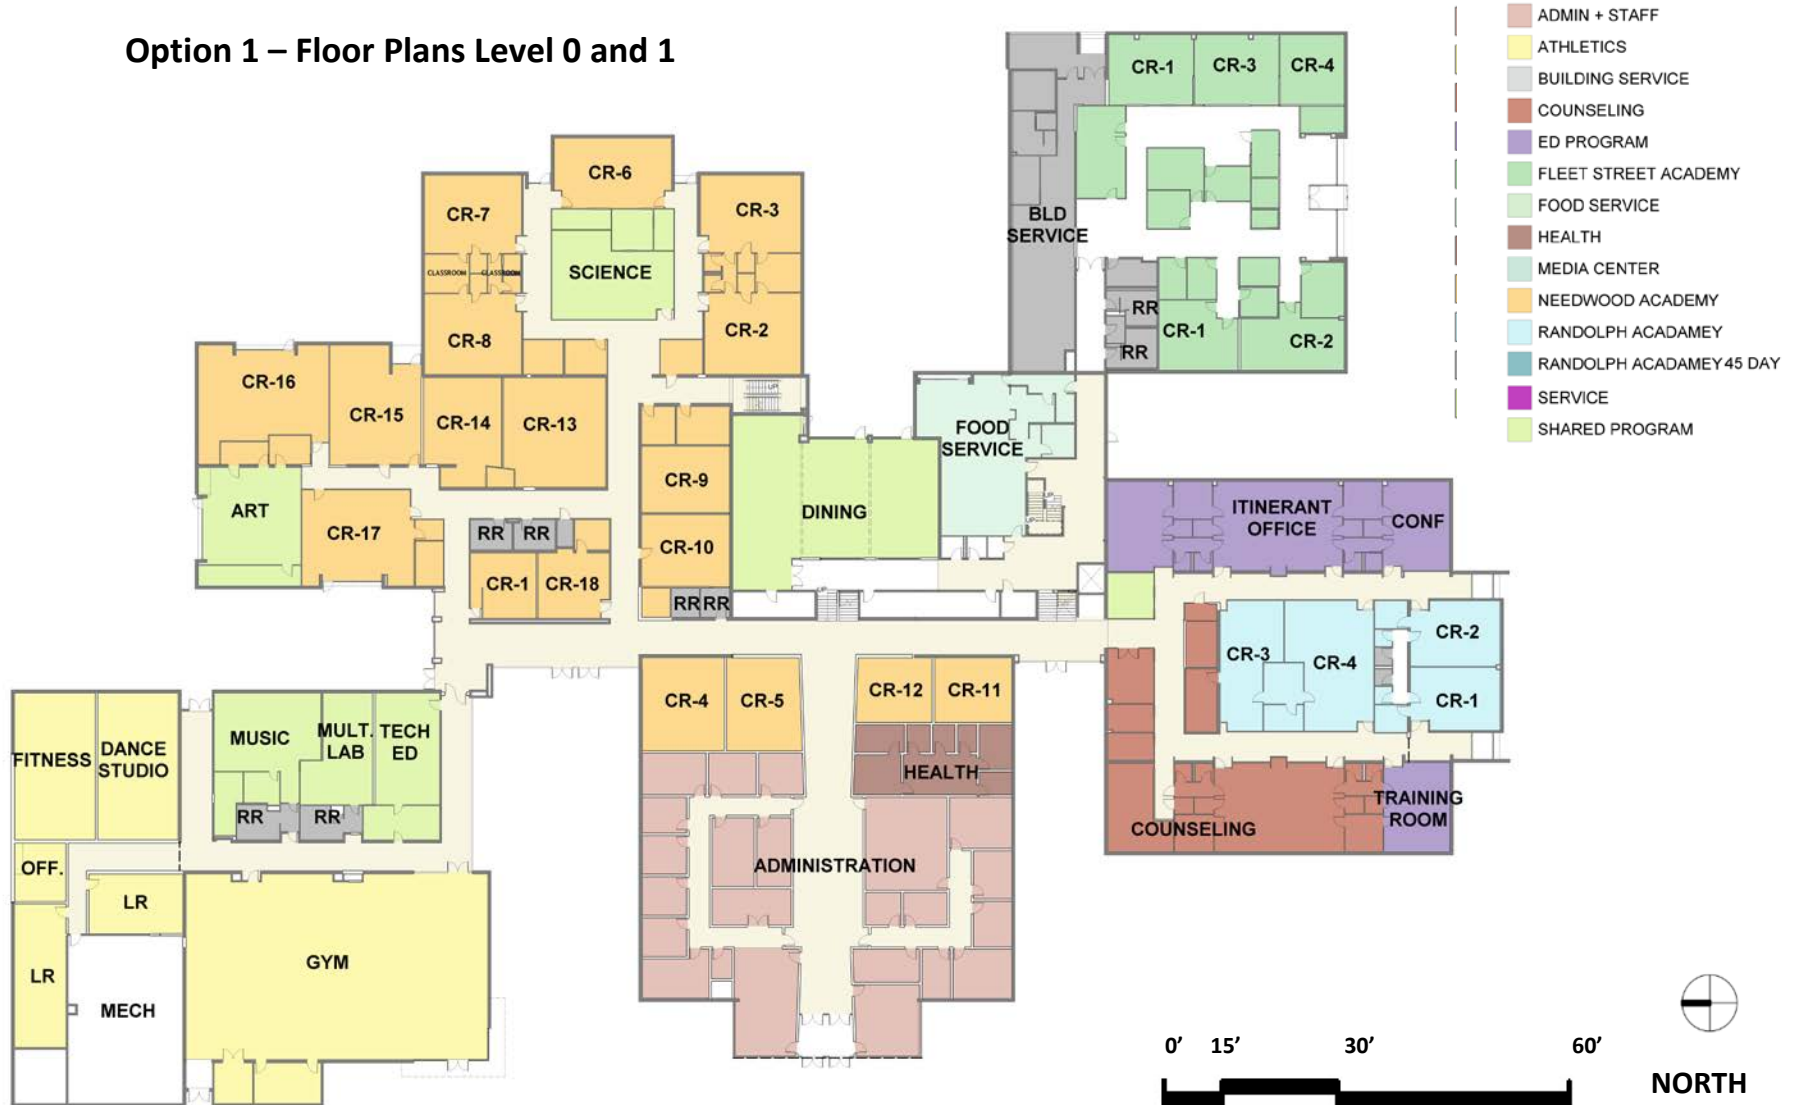 Option 1 – Floor Plans Level 0 and 1
ADMIN + STAFF
ATHLETICS
BUILDING SERVICE
COUNSELING
ED PROGRAM
FLEET STREET ACADEMY
FOOD SERVICE
HEALTH
MEDIA CENTER
NEEDWOOD ACADEMY
RANDOLPH ACADAMEY
RANDOLPH ACADAMEY 45 DAY
SERVICE
SHARED PROGRAM
CR-1
CR-3
CR-4
BLD
SERVICE
RR
RR
CR-1
CR-2
CR-6
CR-7
CR-3
CLASSROOM
CLASSROOM
SCIENCE
CR-8
CR-2
UP
CR-16
CR-15
CR-14
CR-13
ART
CR-17
RR
RR
CR-1
CR-18
CR-9
CR-10
RR
RR
DINING
FOOD
SERVICE
UP
ITINERANT
OFFICE
CONF
CR-3
CR-4
CR-2
CR-1
COUNSELING
TRAINING
ROOM
CR-4
CR-5
CR-12
CR-11
HEALTH
ADMINISTRATION
FITNESS
DANCE
STUDIO
MUSIC
MULT.
LAB
TECH
ED
RR
RR
OFF.
LR
LR
MECH
GYM
0’ 15’ 30’ 60’
NORTH